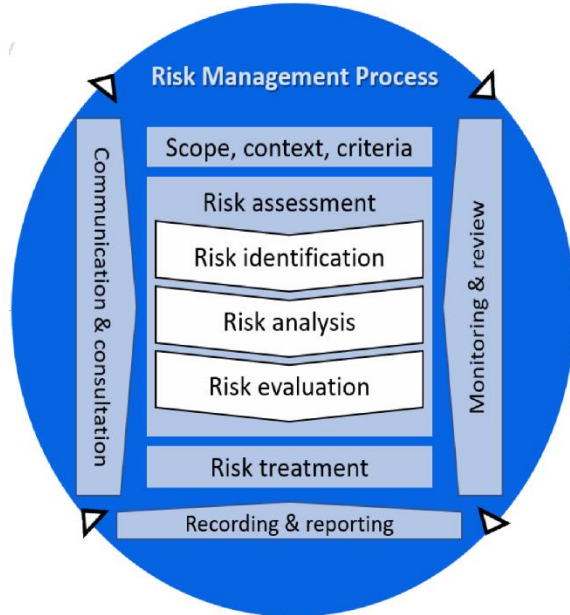 Risk Management Process
Scope, context, criteria
Risk assessment
Risk identification
Risk analysis
Risk evaluation
Risk treatment
Recording & reporting
Communication & consultation
Monitoring & review